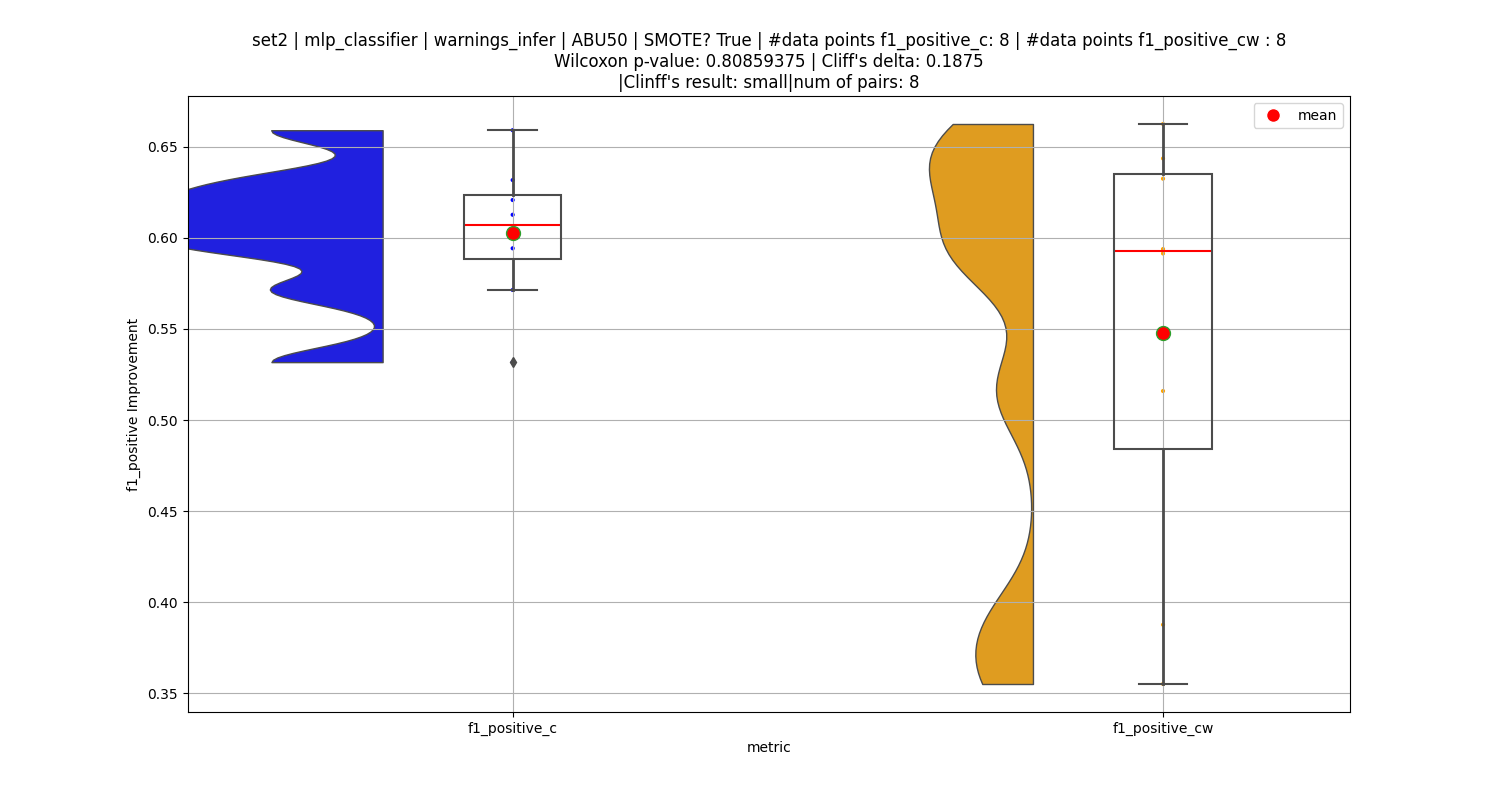 set2 | mlp_classifier | warnings_infer | ABU50 | SMOTE? True | #data points f1_positive_c: 8 | #data points f1_positive_cw : 8
Wilcoxon p-value: 0.80859375 | Cliff's delta: 0.1875
|Clinff's result: small|num of pairs: 8
mean
0.65
0.60
0.55
0.50
0.45
0.40
0.35
f1_positive Improvement
f1_positive_c
f1_positive_cw
metric